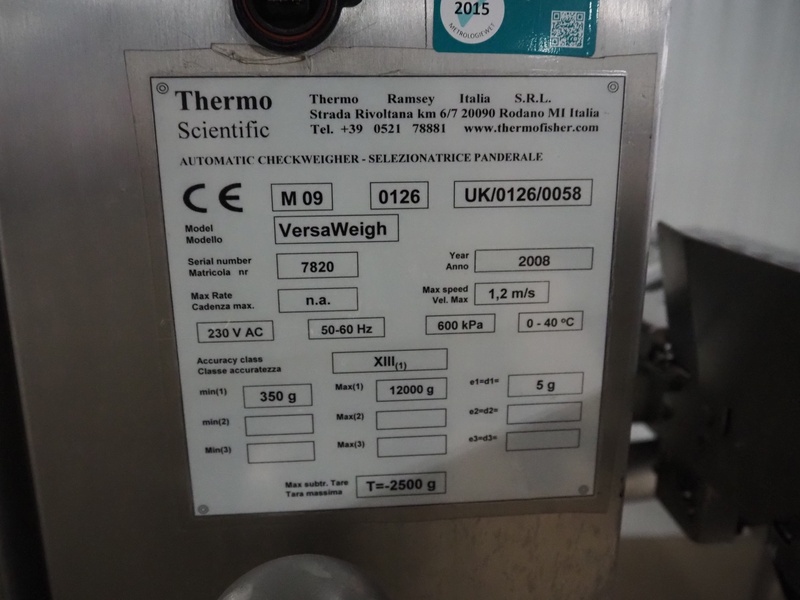 2015
METROLOGIEWET
Thermo
Scientific
Thermo Ramsey Italia S.R.L.
Strada Rivoltana km 6/7 20090 Rodano MI Italia
Tel. +39 0521 78881 www.thermofisher.com
AUTOMATIC CHECKWEIGHER - SELEZIONATRICE PANDERALE
CE M 09 0126 UK/0126/0058
Model
Modello
VersaWeigh
Serial number
Matricola nr
7820
Year
Anno
2008
Max Rate
Cadenza max.
n.a.
Max speed
Vel. Max
1,2 m/s
230 V AC 50-60 Hz 600 kPa 0 - 40 ºC
Accuracy class
Classe accuratezza
XIII(1)
min(1) 350 g Max(1) 12000 g e1=d1= 5 g
min(2) Max(2) e2=d2=
Min(3) Max(3) e3=d3=
Max subtr. Tare
Tara massima
T=-2500 g